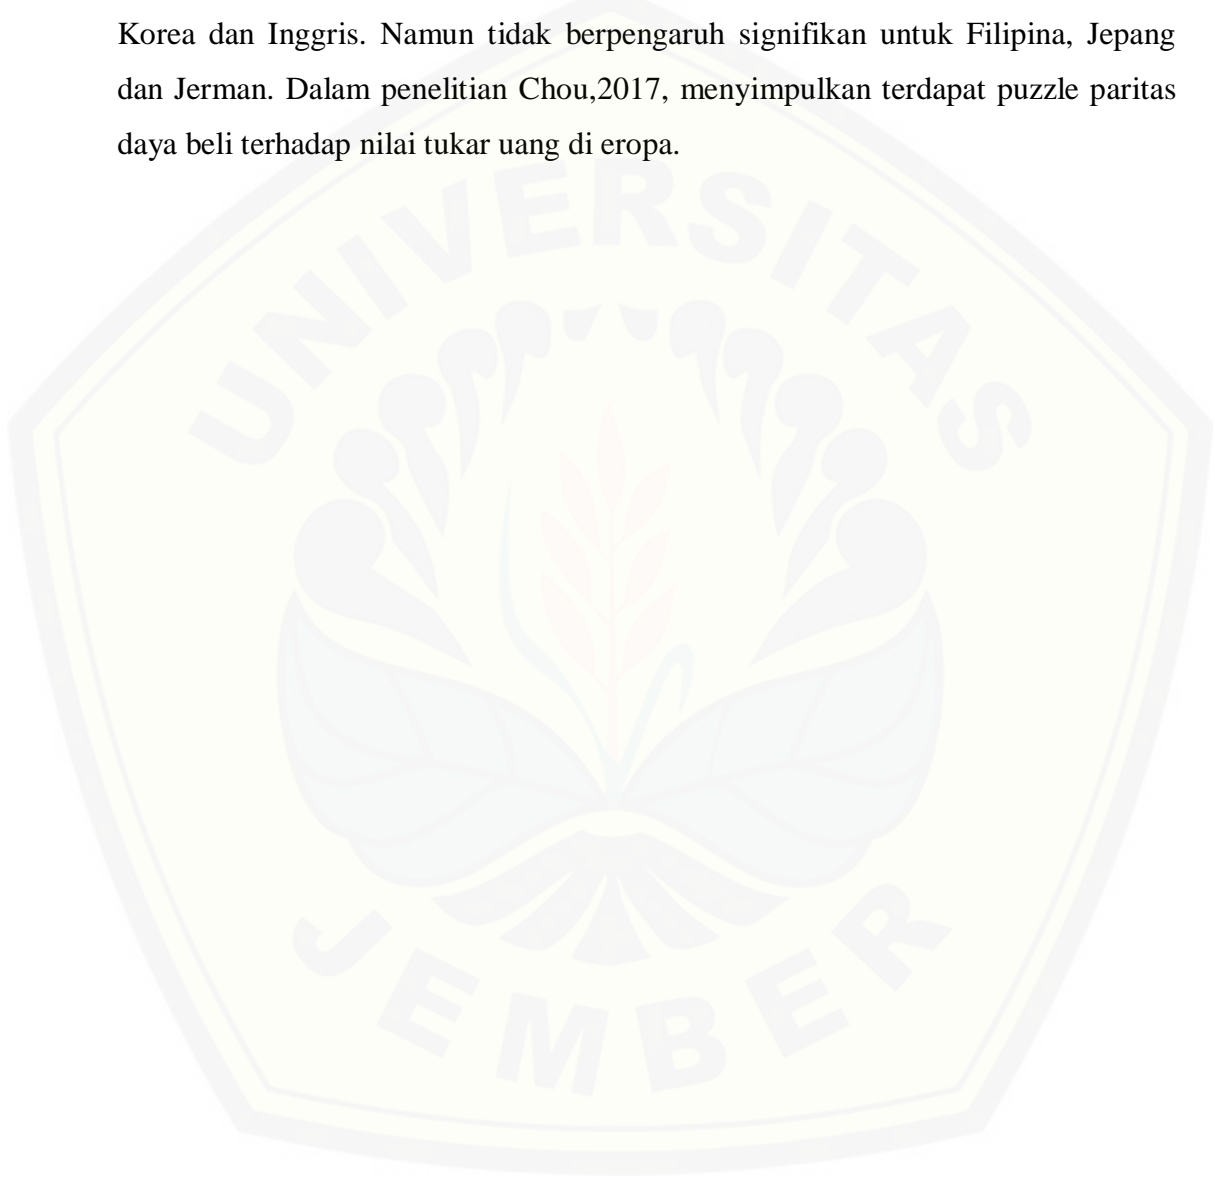 Korea dan Inggris. Namun tidak berpengaruh signifikan untuk Filipina, Jepang
dan Jerman. Dalam penelitian Chou,2017, menyimpulkan terdapat puzzle paritas
daya beli terhadap nilai tukar uang di eropa.
UNIVERSITAS
JEMBER